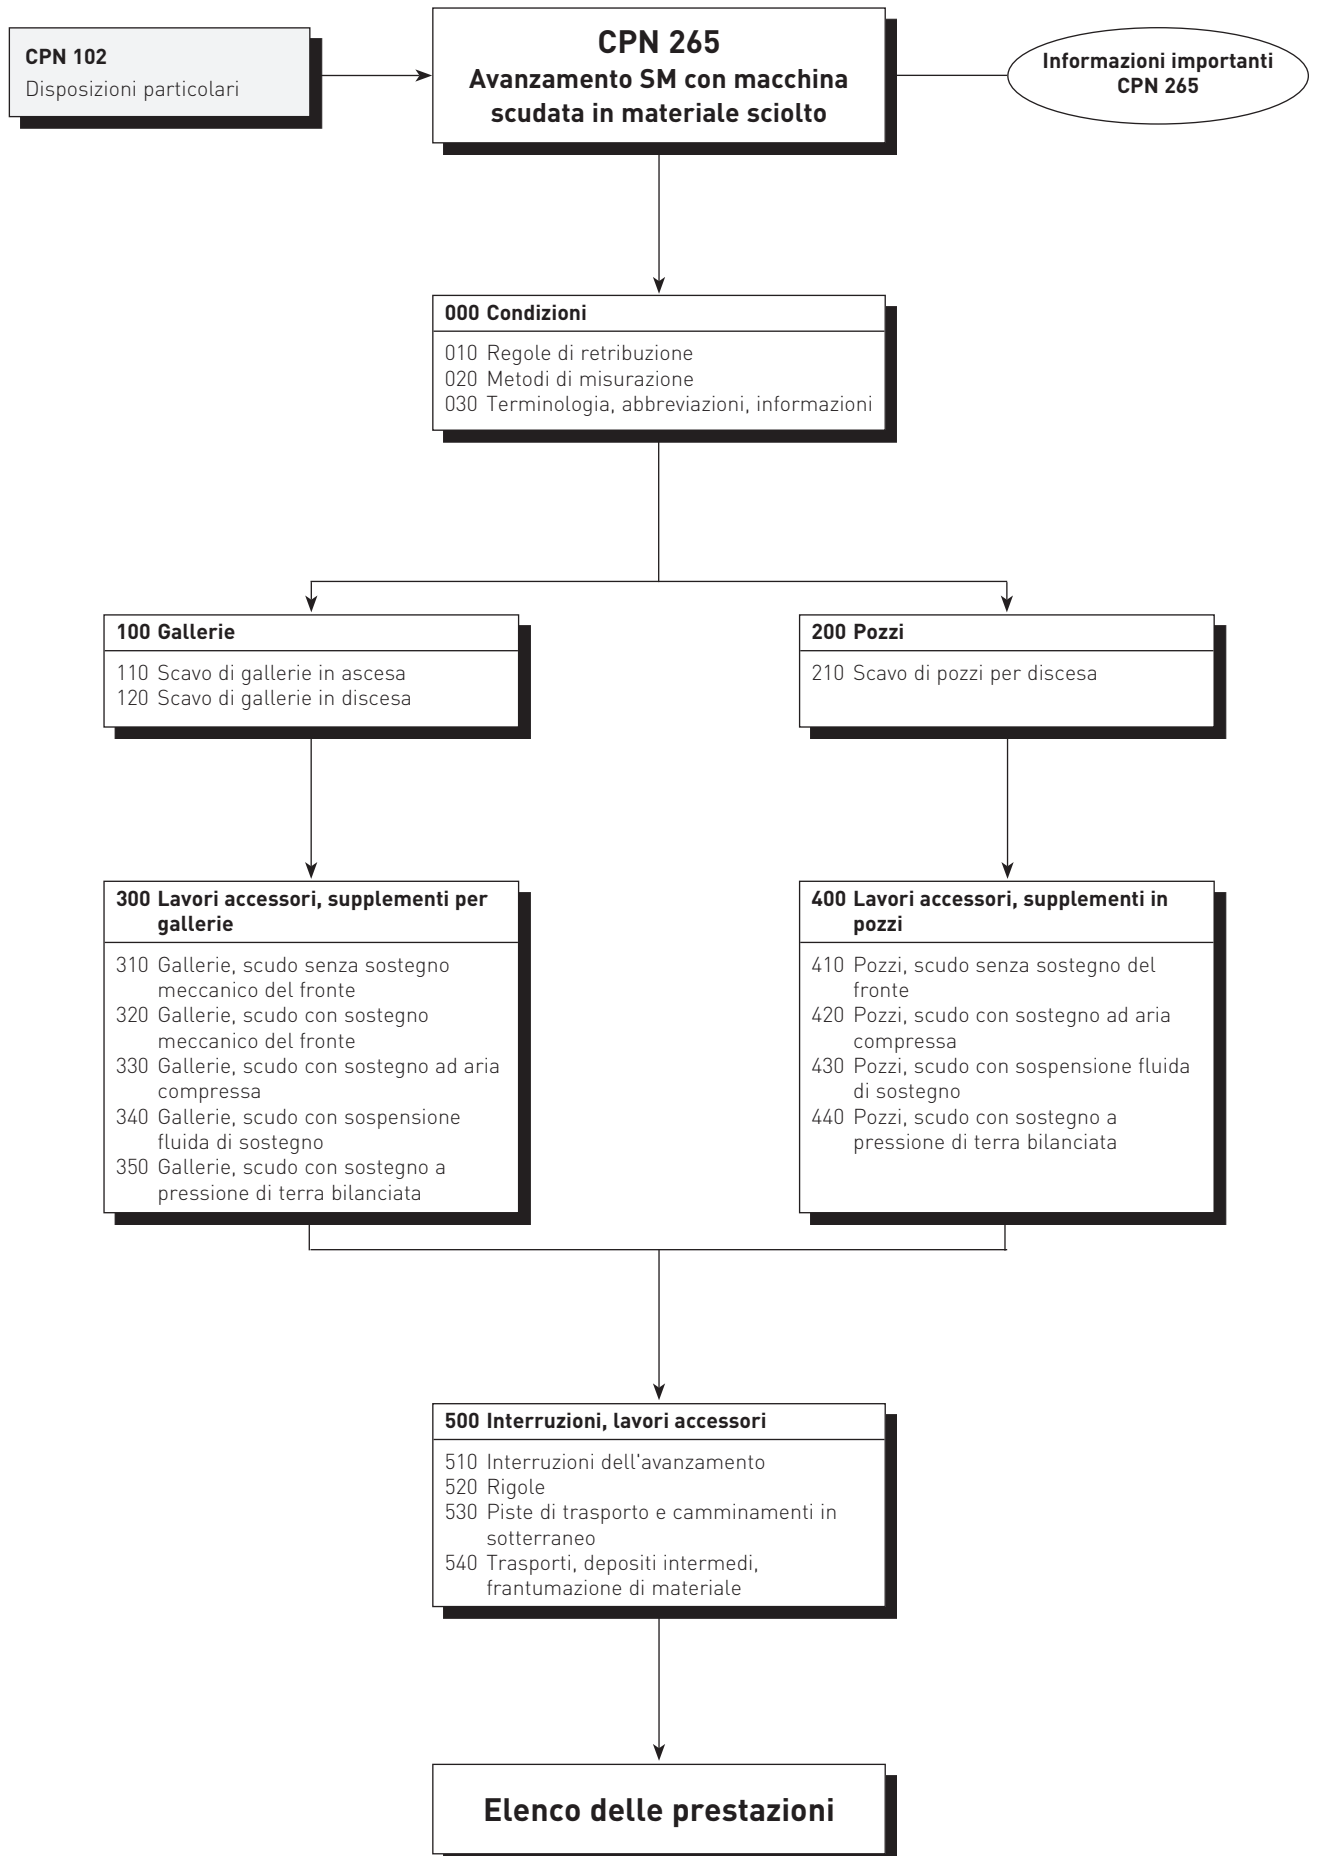 CPN 102
Disposizioni particolari
CPN 265
Avanzamento SM con macchina
scudata in materiale sciolto
Informazioni importanti
CPN 265
000 Condizioni
010 Regole di retribuzione
020 Metodi di misurazione
030 Terminologia, abbreviazioni, informazioni
100 Gallerie
110 Scavo di gallerie in ascesa
120 Scavo di gallerie in discesa
200 Pozzi
210 Scavo di pozzi per discesa
300 Lavori accessori, supplementi per
gallerie
310 Gallerie, scudo senza sostegno
meccanico del fronte
320 Gallerie, scudo con sostegno
meccanico del fronte
330 Gallerie, scudo con sostegno ad aria
compressa
340 Gallerie, scudo con sospensione
fluida di sostegno
350 Gallerie, scudo con sostegno a
pressione di terra bilanciata
400 Lavori accessori, supplementi in
pozzi
410 Pozzi, scudo senza sostegno del
fronte
420 Pozzi, scudo con sostegno ad aria
compressa
430 Pozzi, scudo con sospensione fluida
di sostegno
440 Pozzi, scudo con sostegno a
pressione di terra bilanciata
500 Interruzioni, lavori accessori
510 Interruzioni dell'avanzamento
520 Rigole
530 Piste di trasporto e camminamenti in
sotterraneo
540 Trasporti, depositi intermedi,
frantumazione di materiale
Elenco delle prestazioni